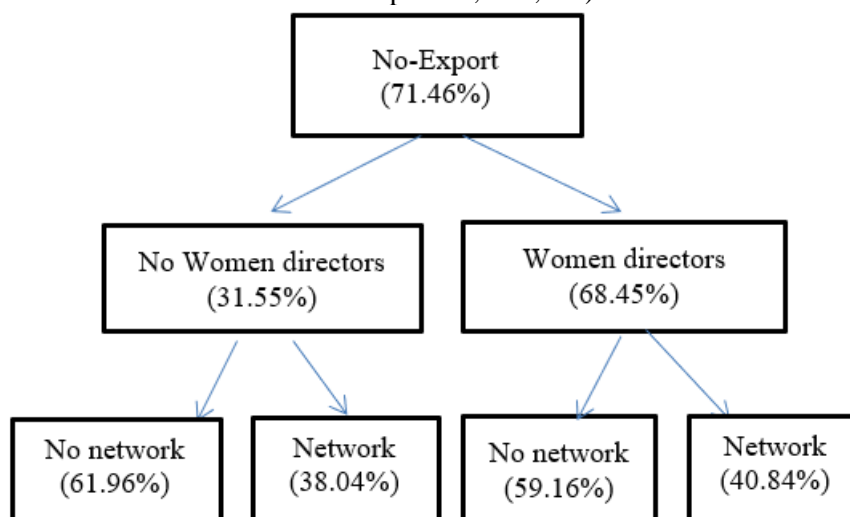 No-Export
(71.46%)
No Women directors
(31.55%)
Women directors
(68.45%)
No network
(61.96%)
Network
(38.04%)
No network
(59.16%)
Network
(40.84%)